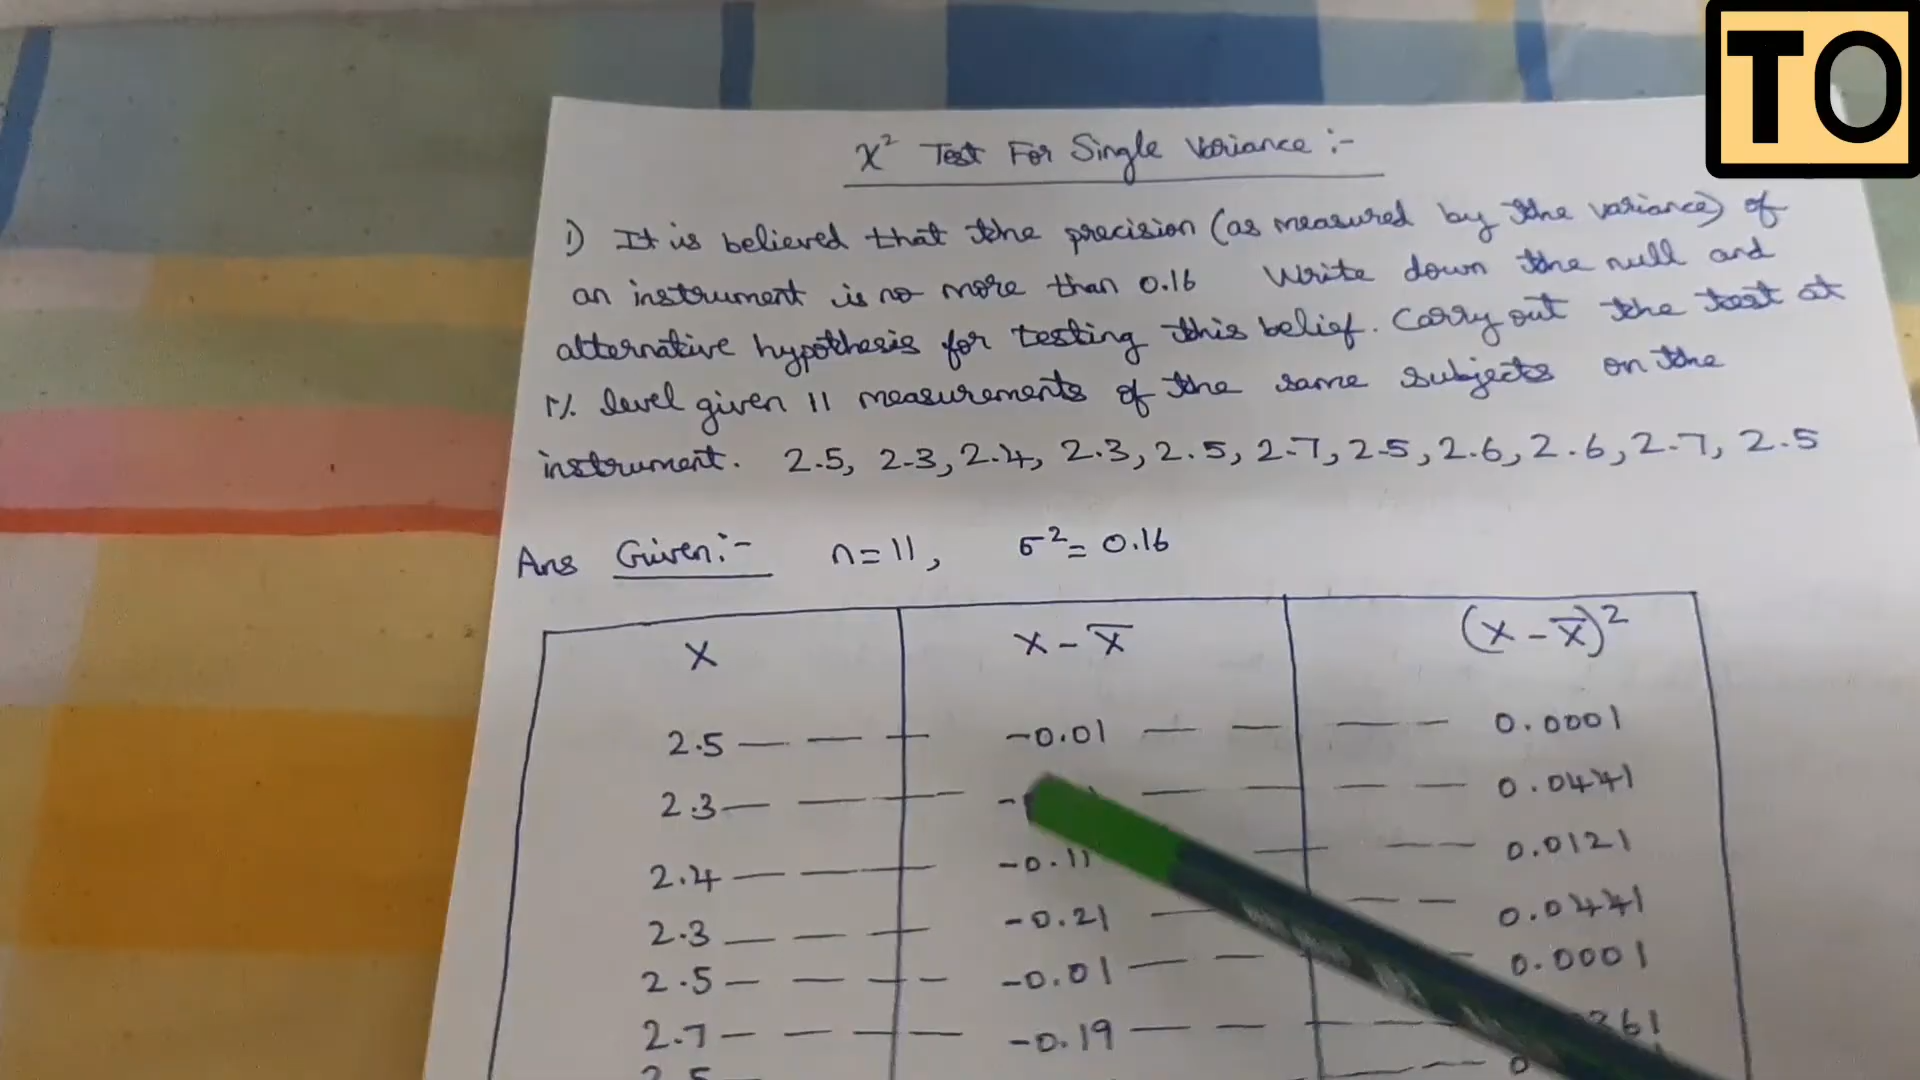 TO
χ² Test For Single Variance :-
1) It is believed that the precision (as measured by the variance) of
an instrument is no more than 0.16 Write down the null and
alternative hypothesis for testing this belief. Carry out the test at
1% level given 11 measurements of the same subjects on the
instrument. 2.5, 2.3, 2.4, 2.3, 2.5, 2.7, 2.5, 2.6, 2.6, 2.7, 2.5
Ans Given:- n=11, σ²=0.16
X X-X̅ (X-X̅)²
2.5 -0.01 0.0001
2.3 0.0441
2.4 -0.11 0.0121
2.3 -0.21 0.0441
2.5 -0.01 0.0001
2.7 -0.19
2.5